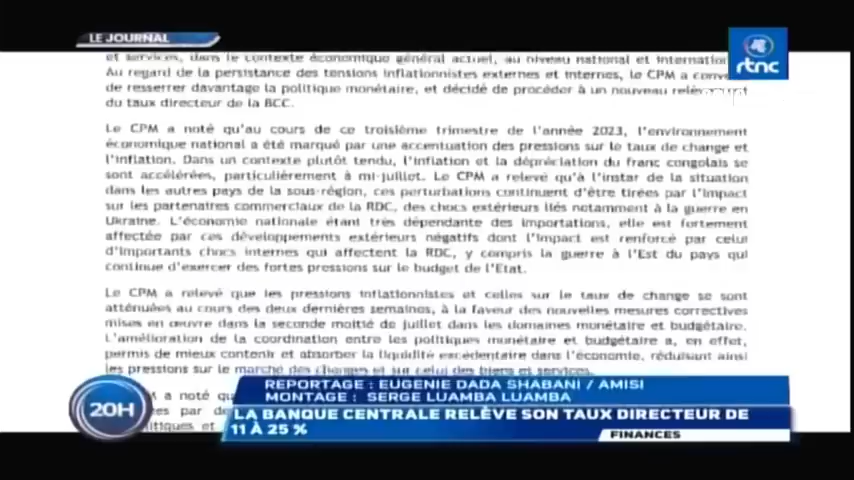 LE JOURNAL
rtnc
et services, dans le contexte économique général actuel, au niveau national et internation
Au regard de la persistance des tensions inflationnistes externes et internes, le CPM a conven
de resserrer davantage la politique monétaire, et décidé de procéder à un nouveau relèvement
du taux directeur de la BCC.
Le CPM a noté qu'au cours de ce troisième trimestre de l'année 2023, l'environnement
économique national a été marqué par une accentuation des pressions sur le taux de change et
l'inflation. Dans un contexte plutôt tendu, l'inflation et la dépréciation du franc congolais se
sont accélérées, particulièrement à mi-juillet. Le CPM a relevé qu'à l'instar de la situation
dans les autres pays de la sous-région, ces perturbations continuent d'être tirées par l'impact
sur les partenaires commerciaux de la RDC, des chocs extérieurs liés notamment à la guerre en
Ukraine. L'économie nationale étant très dépendante des importations, elle est fortement
affectée par ces développements extérieurs négatifs dont l'impact est renforcé par celui
d'importants chocs internes qui affectent la RDC, y compris la guerre à l'Est du pays qui
continue d'exercer des fortes pressions sur le budget de l'Etat.
Le CPM a relevé que les pressions inflationnistes et celles sur le taux de change se sont
atténuées au cours des deux dernières semaines, à la faveur des nouvelles mesures correctives
mises en œuvre dans la seconde moitié de juillet dans les domaines monétaire et budgétaire.
L'amélioration de la coordination entre les politiques monétaire et budgétaire a, en effet,
permis de mieux contenir et absorber la liquidité excédentaire dans l'économie, réduisant ainsi
les pressions sur le marché des changes et sur celui des biens et services.
M a noté qu
ées par de
itiques et
20H
REPORTAGE : EUGENIE DADA SHABANI / AMISI
MONTAGE : SERGE LUAMBA LUAMBA
LA BANQUE CENTRALE RELÈVE SON TAUX DIRECTEUR DE
11 À 25 %
FINANCES